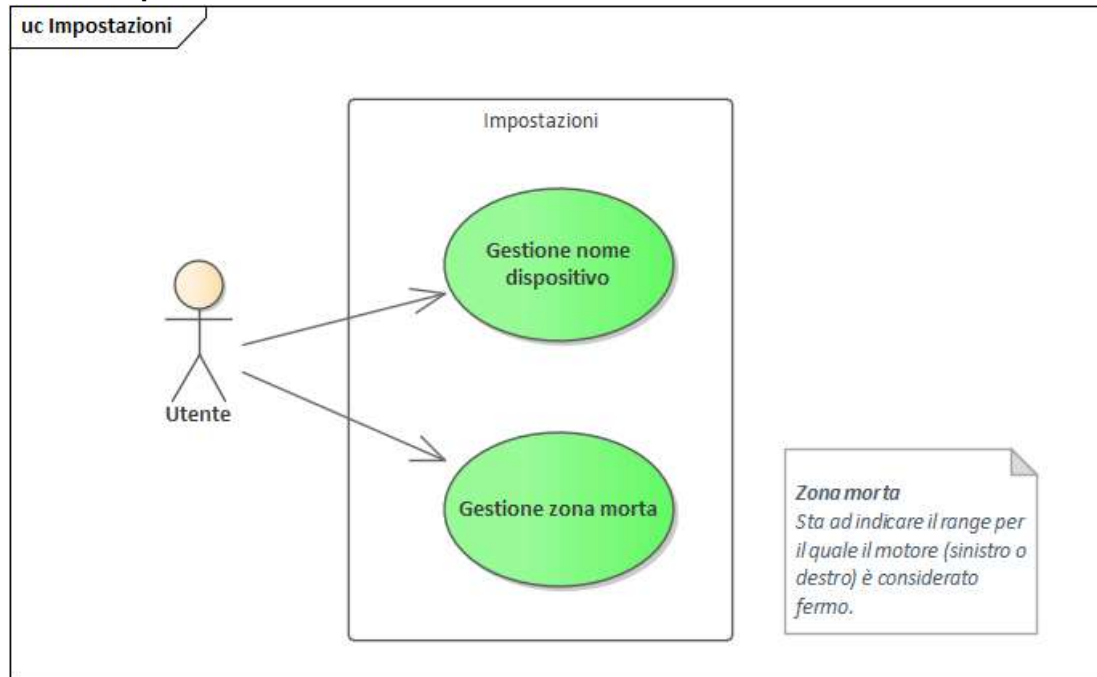 uc Impostazioni
Impostazioni
Gestione nome
dispositivo
Utente
Gestione zona morta
Zona morta
Sta ad indicare il range per
il quale il motore (sinistro o
destro) è considerato
fermo.